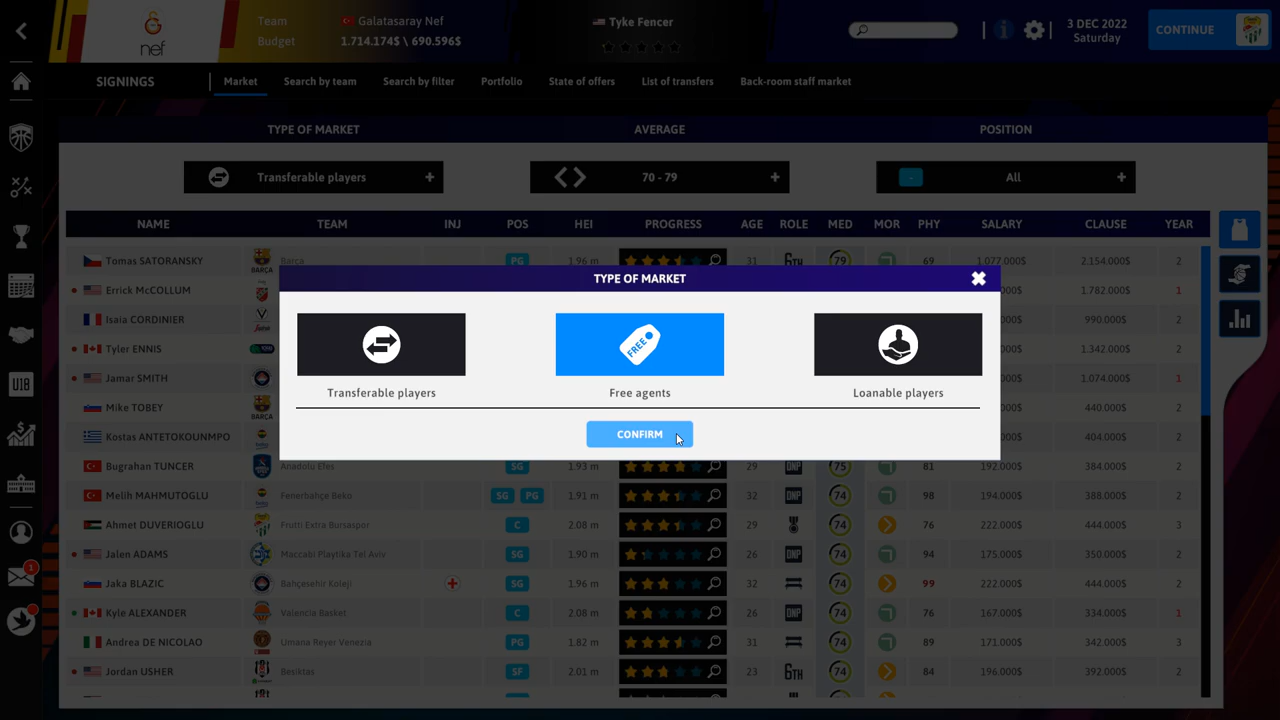 Team
Galatasaray Nef
Budget
1.714.174$ \ 690.596$
nef
Tyke Fencer
3 DEC 2022
Saturday
CONTINUE
SIGNINGS
Market
Search by team
Search by filter
Portfolio
State of offers
List of transfers
Back-room staff market
TYPE OF MARKET
AVERAGE
POSITION
Transferable players +
70 - 79 +
- All +
NAME TEAM INJ POS HEI PROGRESS AGE ROLE MED MOR PHY SALARY CLAUSE YEAR
Tomas SATORANSKY BARÇA Barça PG 1.96 m 31 6TH 79 69 1.077.000$ 2.154.000$ 2
TYPE OF MARKET
Errick McCOLLUM 1.782.000$ 1
Isaia CORDINIER 000$ 990.000$ 2
Tyler ENNIS 000$ 1.342.000$ 2
FREE
Jamar SMITH 000$ 1.074.000$ 1
Transferable players
Free agents
Loanable players
Mike TOBEY BARÇA 000$ 440.000$ 2
CONFIRM
Kostas ANTETOKOUNMPO 000$ 404.000$ 2
Bugrahan TUNCER Anadolu Efes SG 1.93 m 29 DNP 75 81 192.000$ 384.000$ 2
Melih MAHMUTOGLU Fenerbahçe Beko SG PG 1.91 m 32 DNP 74 98 194.000$ 388.000$ 2
Ahmet DUVERIOGLU Frutti Extra Bursaspor C 2.08 m 29 74 76 222.000$ 444.000$ 3
Jalen ADAMS Maccabi Playtika Tel Aviv SG 1.90 m 26 DNP 74 94 175.000$ 350.000$ 2
Jaka BLAZIC Bahçesehir Koleji SG 1.96 m 32 74 99 222.000$ 444.000$ 2
Kyle ALEXANDER Valencia Basket C 2.08 m 26 DNP 74 76 167.000$ 334.000$ 1
Andrea DE NICOLAO Umana Reyer Venezia PG 1.82 m 31 74 89 171.000$ 342.000$ 3
Jordan USHER Besiktas SF 2.01 m 23 6TH 74 84 196.000$ 392.000$ 2
U18
1